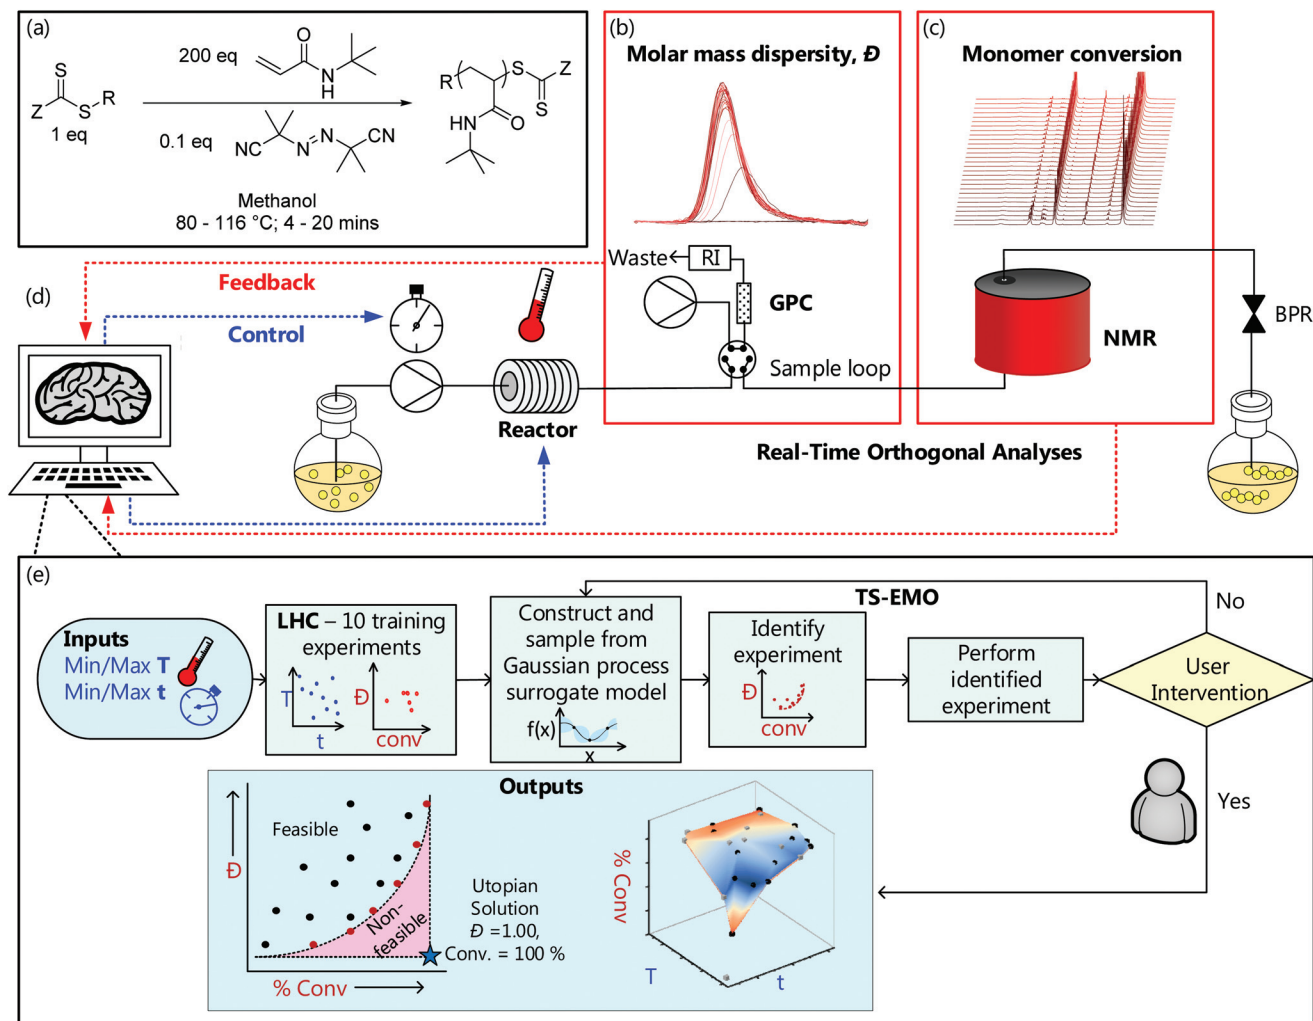 (a)
200 eq
0.1 eq
1 eq
S
S
Z
R
O
N
H
NC
N
N
CN
R
S
Z
S
HN
O
Methanol
80 - 116 °C; 4 - 20 mins
(b)
Molar mass dispersity, Đ
Waste
RI
GPC
Sample loop
(c)
Monomer conversion
NMR
BPR
Real-Time Orthogonal Analyses
(d)
Feedback
Control
Reactor
(e)
Inputs
Min/Max T
Min/Max t
LHC – 10 training
experiments
T
t
Đ
conv
Construct and
sample from
Gaussian process
surrogate model
f(x)
x
TS-EMO
Identify
experiment
Đ
conv
Perform
identified
experiment
No
User
Intervention
Yes
Outputs
Đ
Feasible
Non-
feasible
% Conv
Utopian
Solution
Đ =1.00,
Conv. = 100 %
% Conv
T
t